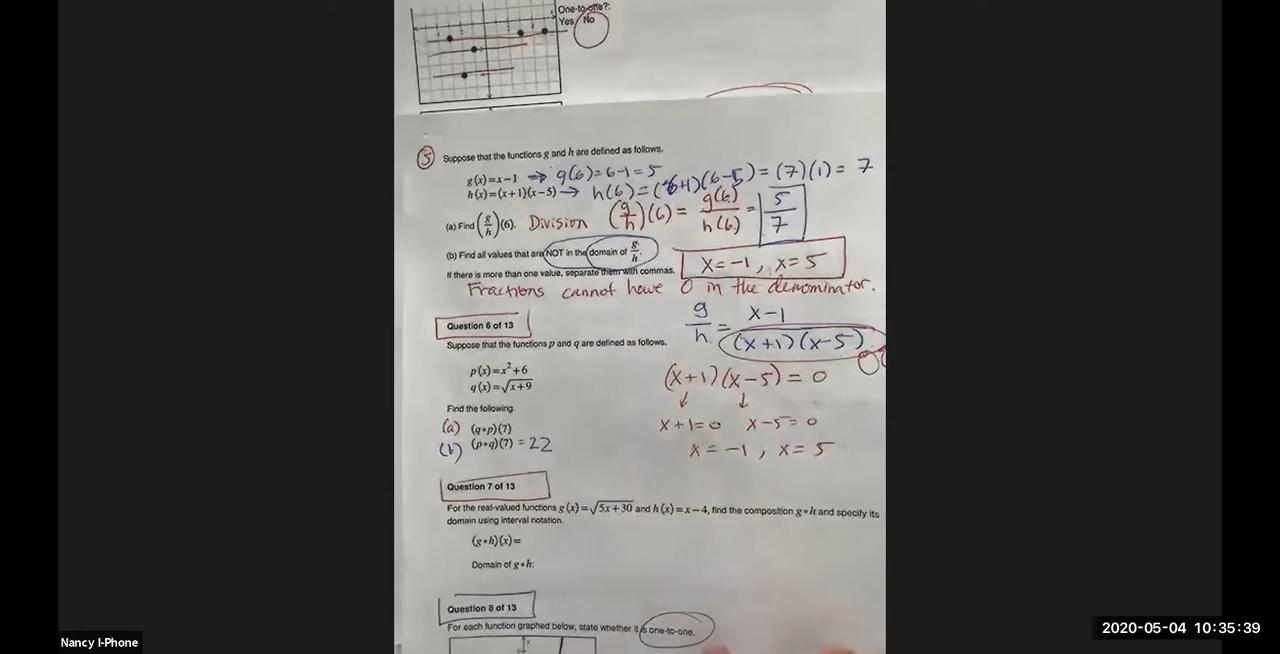 One-to-one?:
Yes No
5 Suppose that the functions g and h are defined as follows.
g(x)=x−1 → g(6)=6−1=5
h(x)=(x+1)(x−5) → h(6)=(6+1)(6−5)=(7)(1)=7
(a) Find (g/h)(6). Division (g/h)(6) = g(6)/h(6) = 5/7
(b) Find all values that are NOT in the domain of g/h.
If there is more than one value, separate them with commas.
x=−1, x=5
Fractions cannot have 0 in the denominator.
g/h = x−1/(x+1)(x−5)
(x+1)(x−5)=0
x+1=0 x−5=0
x=−1, x=5
Question 6 of 13
Suppose that the functions p and q are defined as follows.
p(x)=x²+6
q(x)=√x+9
Find the following.
(a) (q∘p)(7)
(b) (p∘q)(7) =22
Question 7 of 13
For the real-valued functions g(x)=√5x+30 and h(x)=x−4, find the composition g∘h and specify its
domain using interval notation.
(g∘h)(x)=
Domain of g∘h:
Question 8 of 13
For each function graphed below, state whether it is one-to-one.
y
Nancy I-Phone
2020-05-04 10:35:39